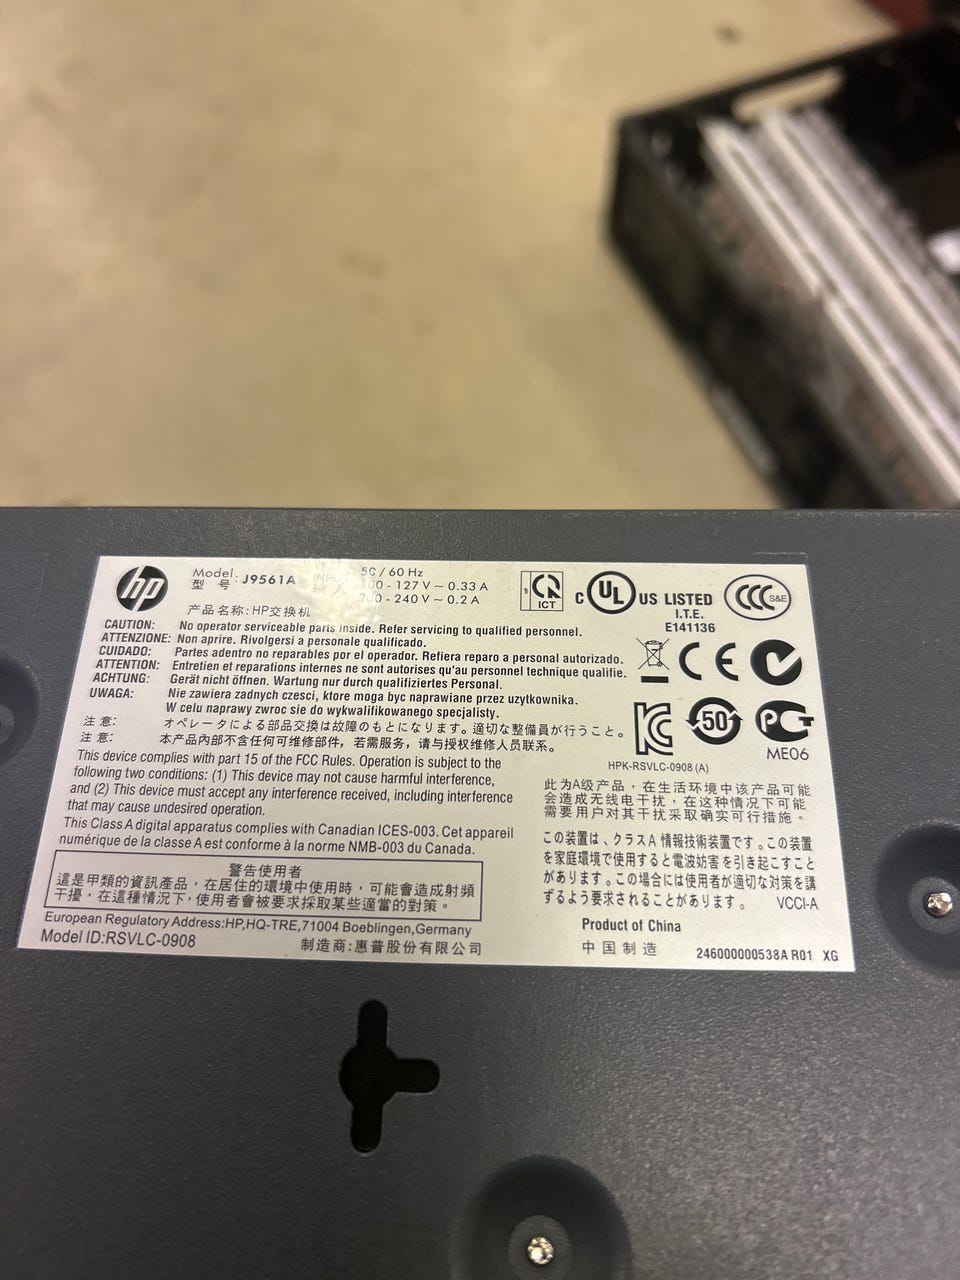 hp
Model: J9561A
型 号:
50 / 60 Hz
100 - 127 V ~ 0.33 A
200 - 240 V ~ 0.2 A
产品名称: HP交换机
CAUTION: No operator serviceable parts inside. Refer servicing to qualified personnel.
ATTENZIONE: Non aprire. Rivolgersi a personale qualificato.
CUIDADO: Partes adentro no reparables por el operador. Refiera reparo a personal autorizado.
ATTENTION: Entretien et reparations internes ne sont autorises qu'au personnel technique qualifie.
ACHTUNG: Gerät nicht öffnen. Wartung nur durch qualifiziertes Personal.
UWAGA: Nie zawiera zadnych czesci, ktore moga byc naprawiane przez uzytkownika.
W celu naprawy zwroc sie do wykwalifikowanego specjalisty.
注 意: オペレータによる部品交換は故障のもとになります。適切な整備員が行うこと。
注 意: 本产品内部不含任何可维修部件，若需服务，请与授权维修人员联系。
This device complies with part 15 of the FCC Rules. Operation is subject to the
following two conditions: (1) This device may not cause harmful interference,
and (2) This device must accept any interference received, including interference
that may cause undesired operation.
This Class A digital apparatus complies with Canadian ICES-003. Cet appareil
numérique de la classe A est conforme à la norme NMB-003 du Canada.
警告使用者
這是甲類的資訊產品，在居住的環境中使用時，可能會造成射頻
干擾，在這種情況下，使用者會被要求採取某些適當的對策。
European Regulatory Address:HP,HQ-TRE,71004 Boeblingen,Germany
Model ID:RSVLC-0908
制造商:惠普股份有限公司
ICT
C UL US LISTED
I.T.E.
E141136
CCC S&E
CE
KC
50
PC
ME06
HPK-RSVLC-0908 (A)
此为A级产品，在生活环境中该产品可能
会造成无线电干扰，在这种情况下可能
需要用户对其干扰采取确实可行措施。
この装置は、クラスA 情報技術装置です。この装置
を家庭環境で使用すると電波妨害を引き起こすこと
があります。この場合には使用者が適切な対策を講
ずるよう要求されることがあります。 VCCI-A
Product of China
中国制造
246000000538A R01 XG